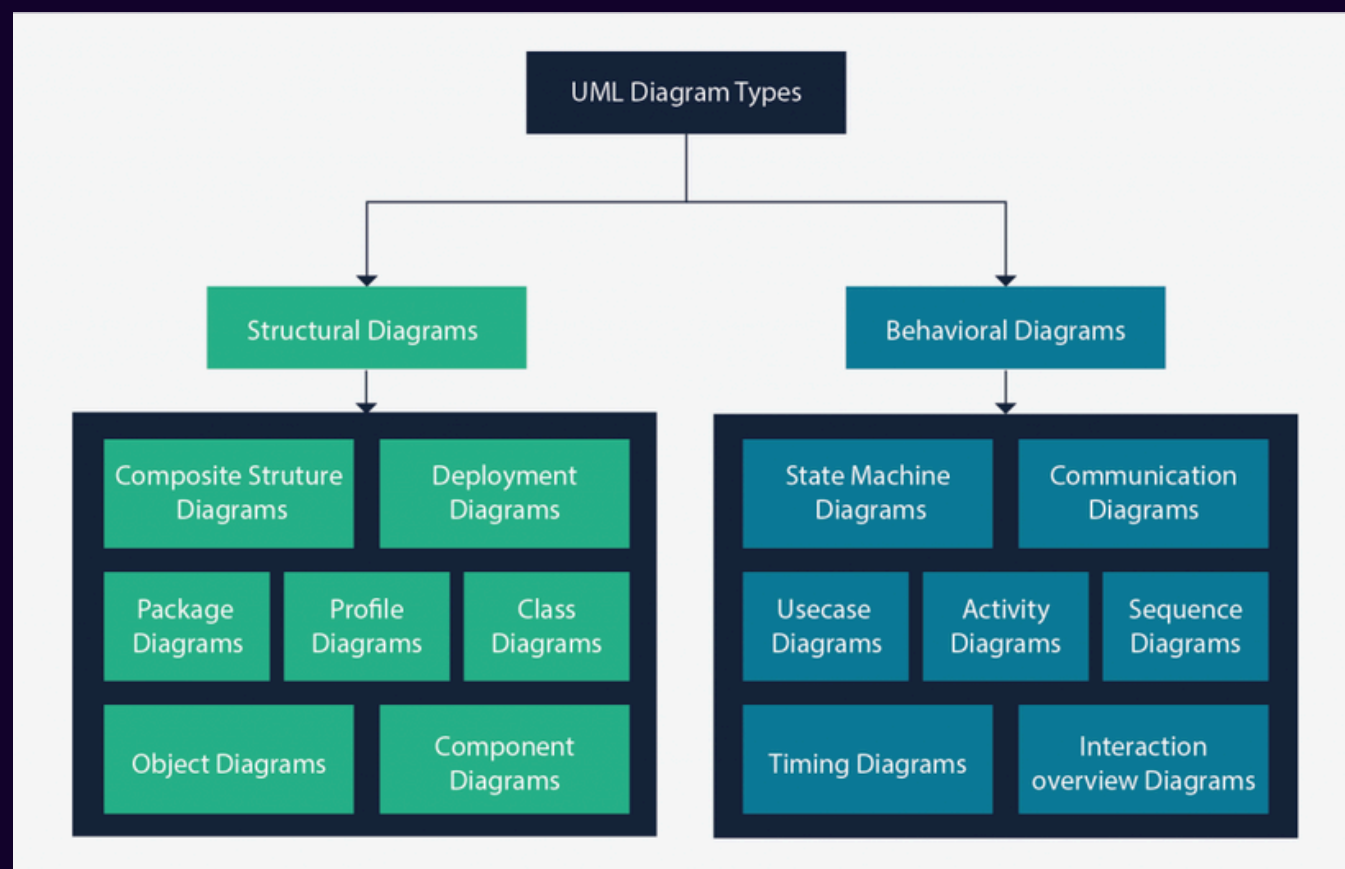 UML Diagram Types
Structural Diagrams
Behavioral Diagrams
Composite Struture
Diagrams
Deployment
Diagrams
Package
Diagrams
Profile
Diagrams
Class
Diagrams
Object Diagrams
Component
Diagrams
State Machine
Diagrams
Communication
Diagrams
Usecase
Diagrams
Activity
Diagrams
Sequence
Diagrams
Timing Diagrams
Interaction
overview Diagrams